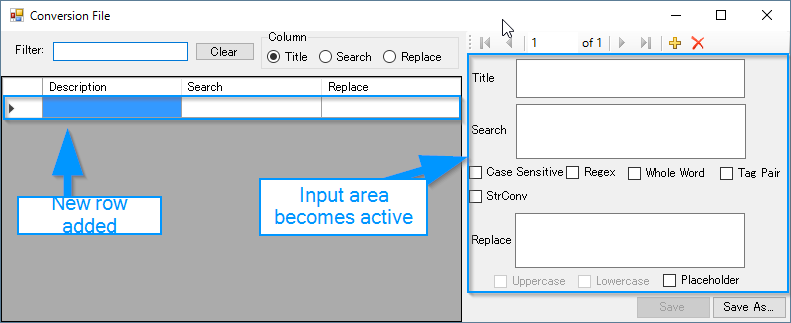 Conversion File
Filter:
Clear
Column
Title
Search
Replace
1
of 1
Description
Search
Replace
New row
added
Input area
becomes active
Title
Search
Case Sensitive
Regex
Whole Word
Tag Pair
StrConv
Replace
Uppercase
Lowercase
Placeholder
Save
Save As...